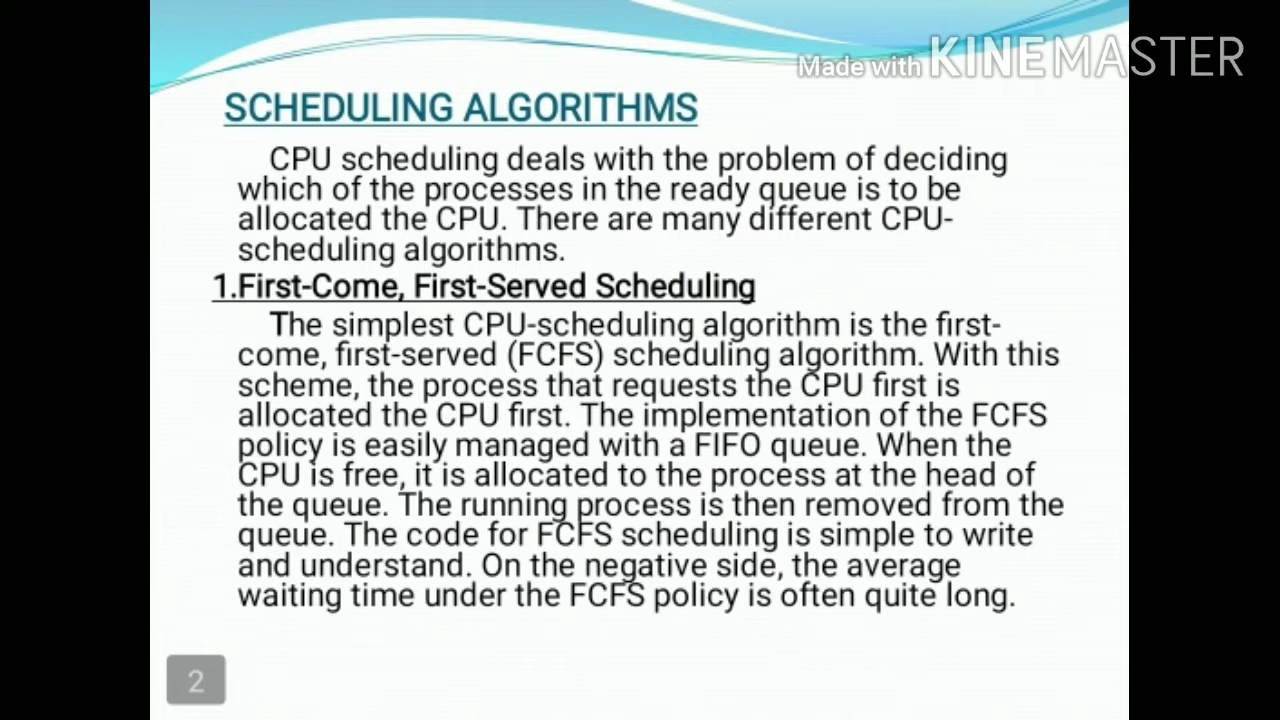 Made with KINEMASTER
SCHEDULING ALGORITHMS
CPU scheduling deals with the problem of deciding
which of the processes in the ready queue is to be
allocated the CPU. There are many different CPU-
scheduling algorithms.
1.First-Come, First-Served Scheduling
The simplest CPU-scheduling algorithm is the first-
come, first-served (FCFS) scheduling algorithm. With this
scheme, the process that requests the CPU first is
allocated the CPU first. The implementation of the FCFS
policy is easily managed with a FIFO queue. When the
CPU is free, it is allocated to the process at the head of
the queue. The running process is then removed from the
queue. The code for FCFS scheduling is simple to write
and understand. On the negative side, the average
waiting time under the FCFS policy is often quite long.
2